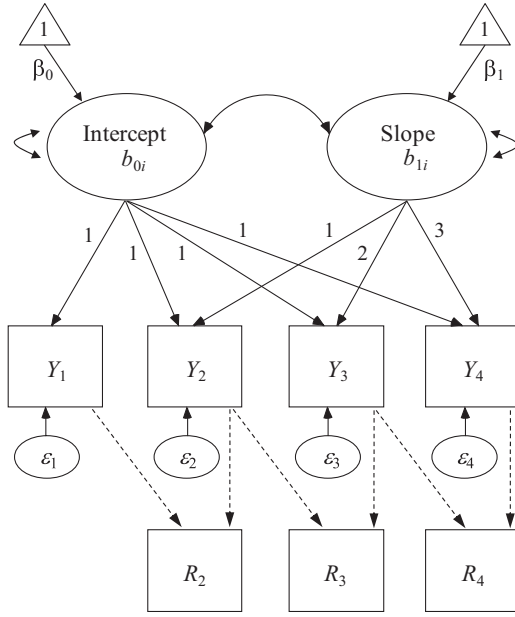 1 1
β₀ β₁
Intercept Slope
b₀ᵢ b₁ᵢ
1 1 1 1 1 2 3
Y₁ Y₂ Y₃ Y₄
ε₁ ε₂ ε₃ ε₄
R₂ R₃ R₄